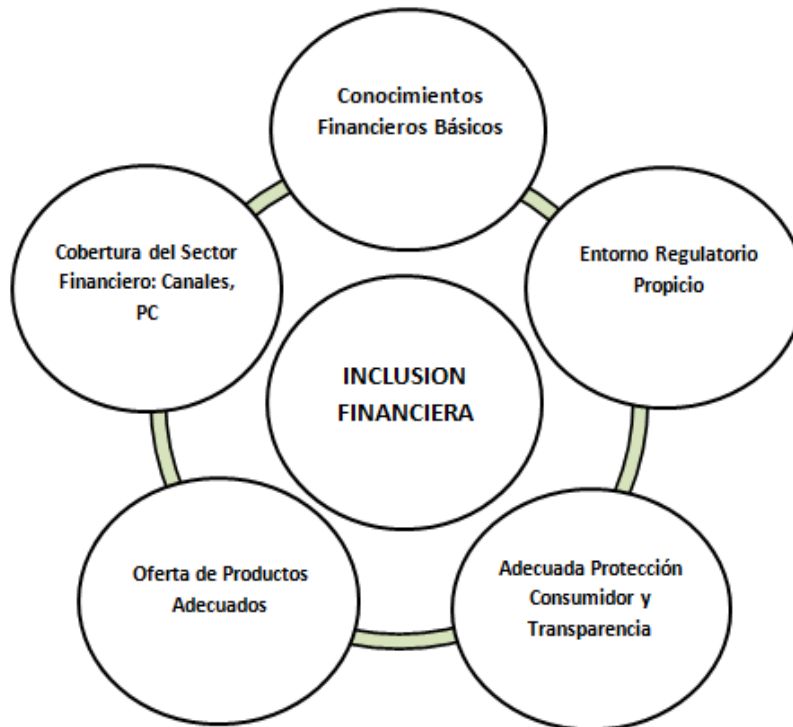 Conocimientos
Financieros Básicos
Cobertura del Sector
Financiero: Canales,
PC
Entorno Regulatorio
Propicio
INCLUSION
FINANCIERA
Oferta de Productos
Adecuados
Adecuada Protección
Consumidor y
Transparencia